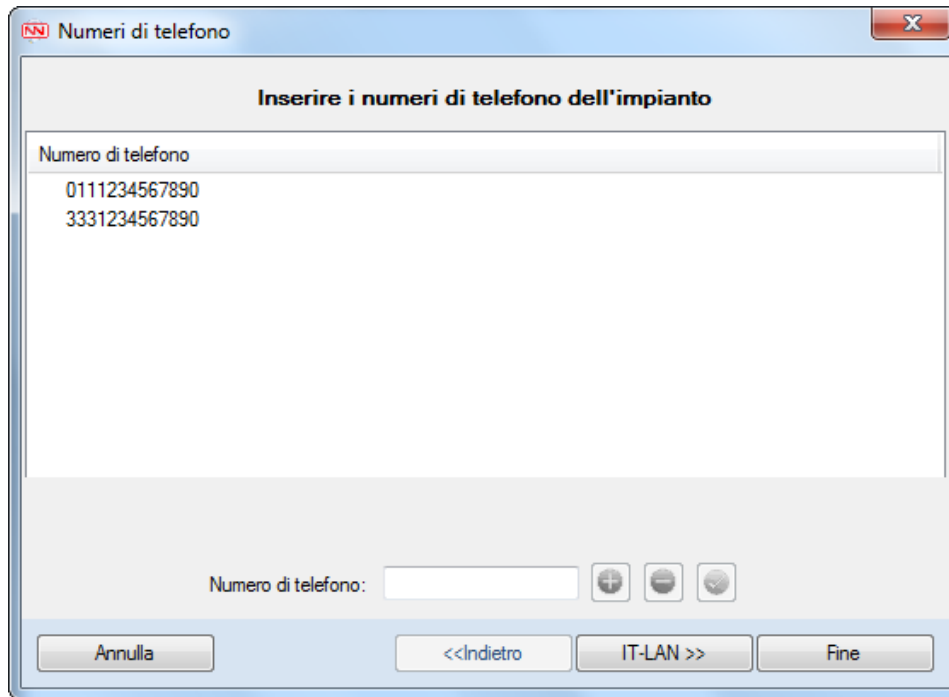 Numeri di telefono
Inserire i numeri di telefono dell'impianto
Numero di telefono
0111234567890
3331234567890
Numero di telefono:
Annulla <<Indietro IT-LAN >> Fine